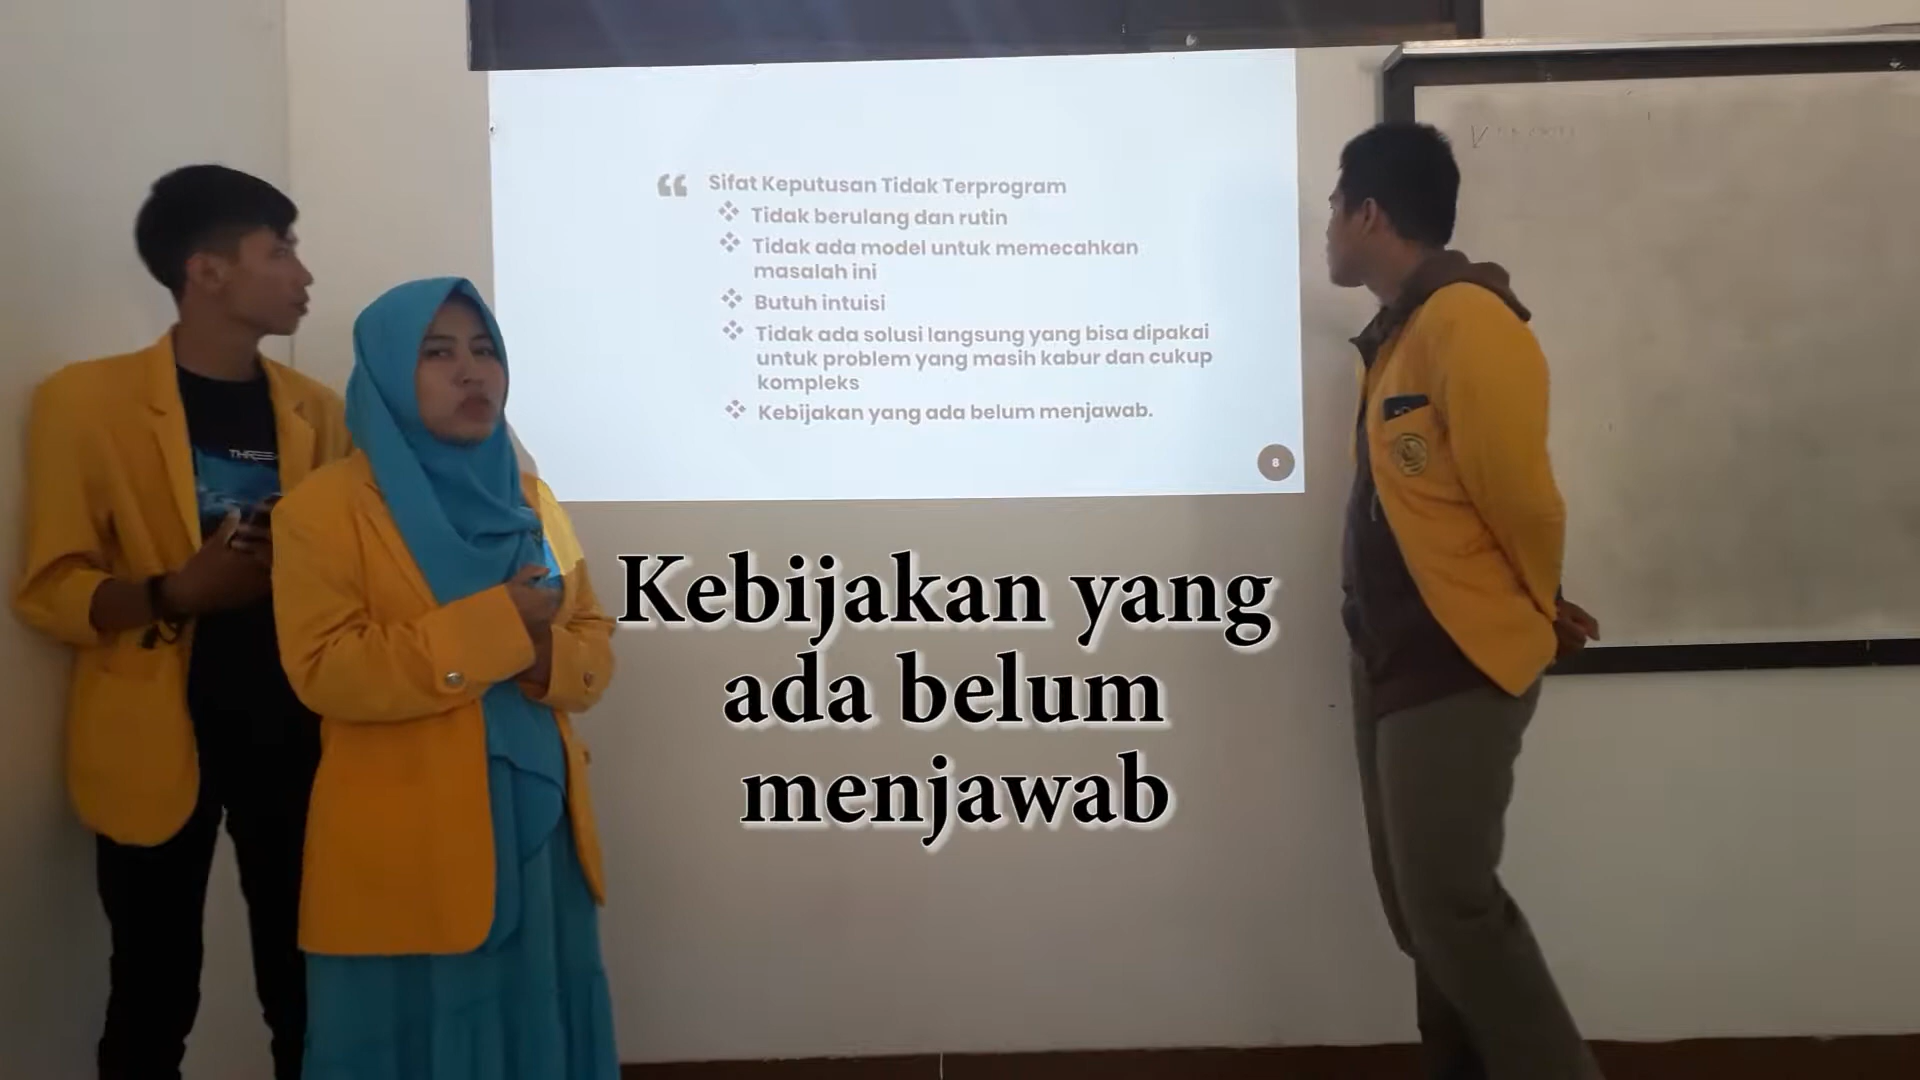 Sifat Keputusan Tidak Terprogram
Tidak berulang dan rutin
Tidak ada model untuk memecahkan
masalah ini
Butuh intuisi
Tidak ada solusi langsung yang bisa dipakai
untuk problem yang masih kabur dan cukup
kompleks
Kebijakan yang ada belum menjawab.
8
Kebijakan yang
ada belum
menjawab